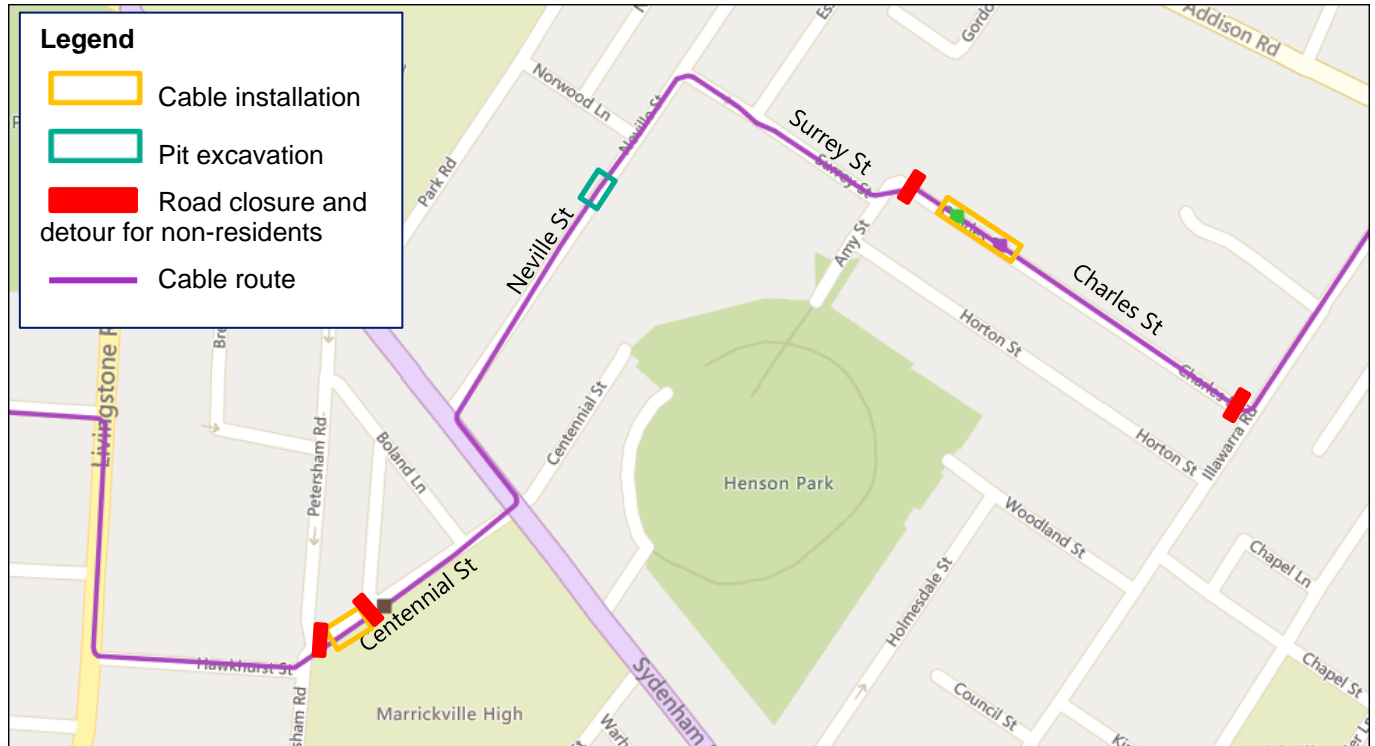 Legend
Cable installation
Pit excavation
Road closure and
detour for non-residents
Cable route
Addison Rd
Norwood Ln
Neville St
Park Rd
Surrey St
Surrey St
Neville St
Amy St
Charles St
Horton St
Charles
Horton St
Illawarra Rd
Livingstone R
Bre
Petersham Rd
Boland Ln
Centennial St
Henson Park
Woodland St
Chapel Ln
Holmesdale St
Chapel St
Centennial St
Hawkhurst St
sham Rd
Marrickville High
Sydenham
Council St
Warh